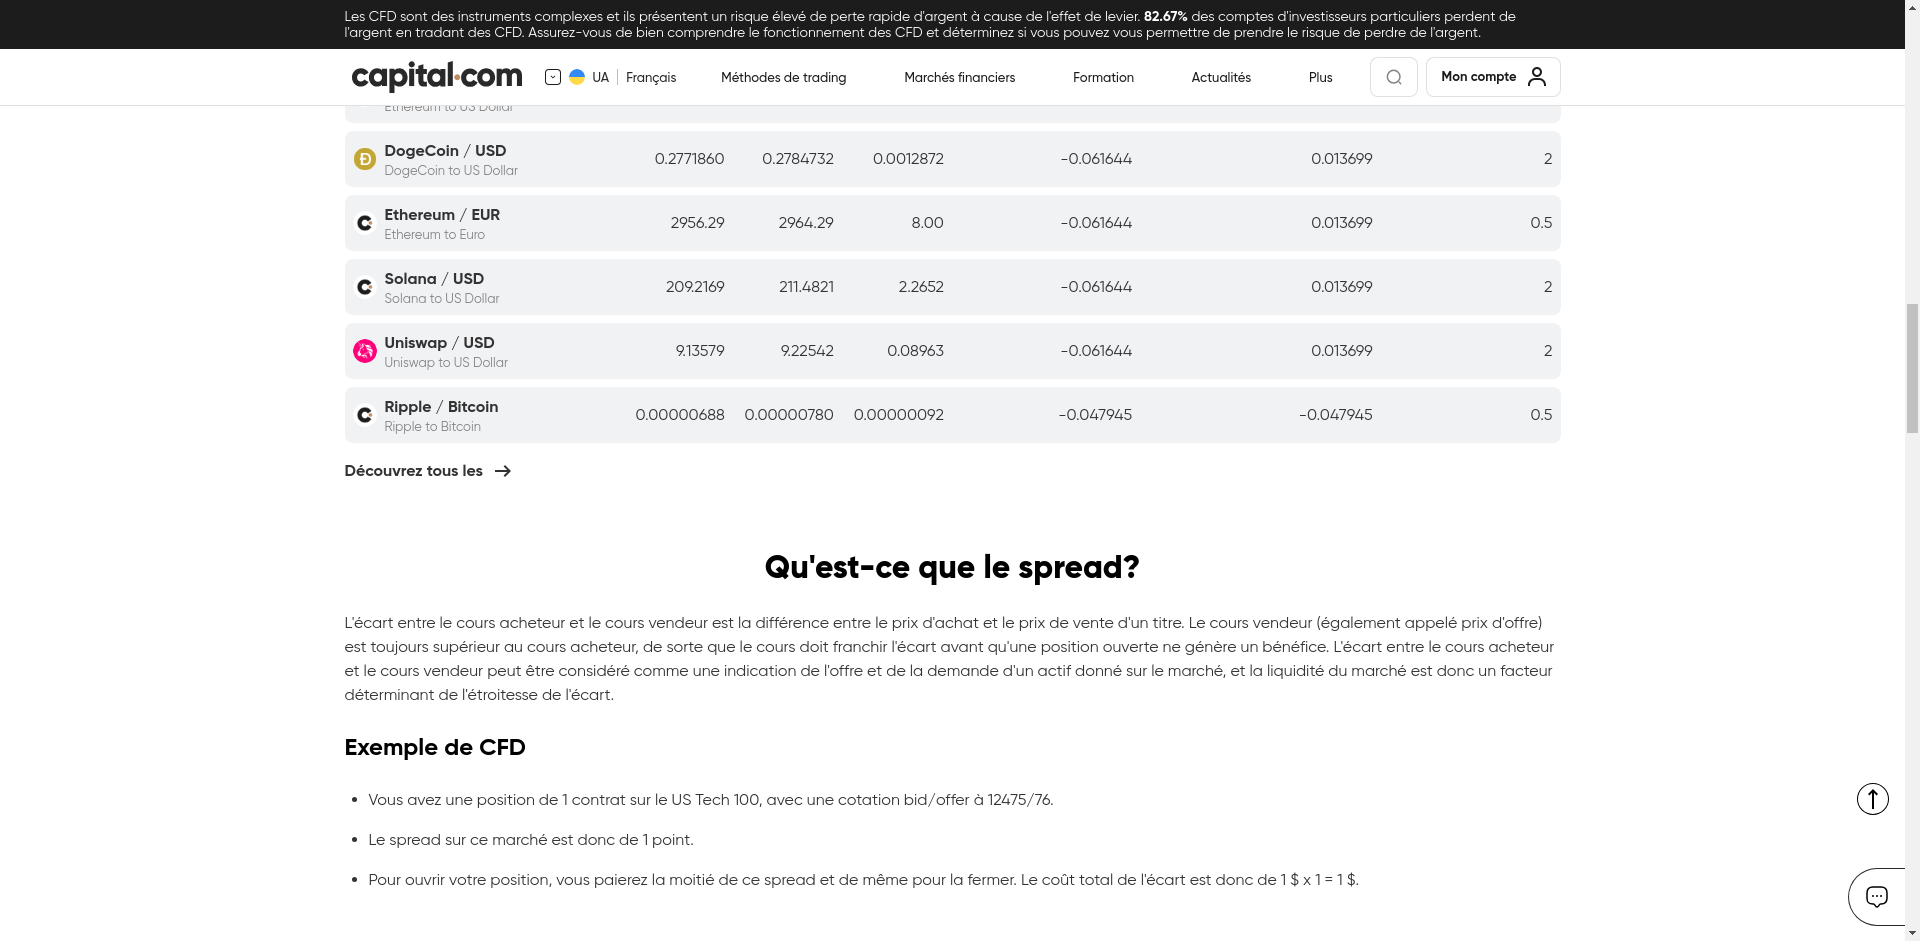 Les CFD sont des instruments complexes et ils présentent un risque élevé de perte rapide d'argent à cause de l'effet de levier. 82.67% des comptes d'investisseurs particuliers perdent de
l'argent en tradant des CFD. Assurez-vous de bien comprendre le fonctionnement des CFD et déterminez si vous pouvez vous permettre de prendre le risque de perdre de l'argent.
capital.com UA Français Méthodes de trading Marchés financiers Formation Actualités Plus Mon compte
Ethereum to US Dollar
DogeCoin / USD 0.2771860 0.2784732 0.0012872 -0.061644 0.013699 2
DogeCoin to US Dollar
Ethereum / EUR 2956.29 2964.29 8.00 -0.061644 0.013699 0.5
Ethereum to Euro
Solana / USD 209.2169 211.4821 2.2652 -0.061644 0.013699 2
Solana to US Dollar
Uniswap / USD 9.13579 9.22542 0.08963 -0.061644 0.013699 2
Uniswap to US Dollar
Ripple / Bitcoin 0.00000688 0.00000780 0.00000092 -0.047945 -0.047945 0.5
Ripple to Bitcoin
Découvrez tous les
Qu'est-ce que le spread?
L'écart entre le cours acheteur et le cours vendeur est la différence entre le prix d'achat et le prix de vente d'un titre. Le cours vendeur (également appelé prix d'offre)
est toujours supérieur au cours acheteur, de sorte que le cours doit franchir l'écart avant qu'une position ouverte ne génère un bénéfice. L'écart entre le cours acheteur
et le cours vendeur peut être considéré comme une indication de l'offre et de la demande d'un actif donné sur le marché, et la liquidité du marché est donc un facteur
déterminant de l'étroitesse de l'écart.
Exemple de CFD
• Vous avez une position de 1 contrat sur le US Tech 100, avec une cotation bid/offer à 12475/76.
• Le spread sur ce marché est donc de 1 point.
• Pour ouvrir votre position, vous paierez la moitié de ce spread et de même pour la fermer. Le coût total de l'écart est donc de 1 $ x 1 = 1 $.